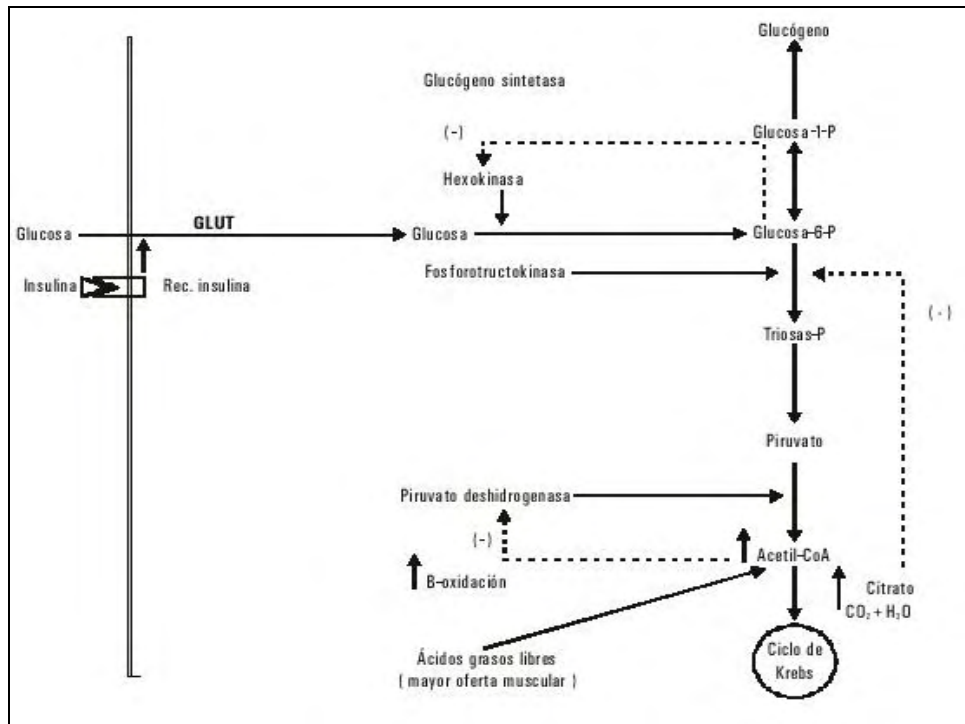 Glucógeno
Glucógeno sintetasa
(-)
Glucosa-1-P
Hexokinasa
GLUT
Glucosa
Glucosa
Glucosa-6-P
Fosforotructokinasa
Insulina
Rec. insulina
(-)
Triosas-P
Piruvato
Piruvato deshidrogenasa
(-)
Acetil-CoA
B-oxidación
Citrato
CO₂ + H₂O
Ácidos grasos libres
( mayor oferta muscular )
Ciclo de
Krebs